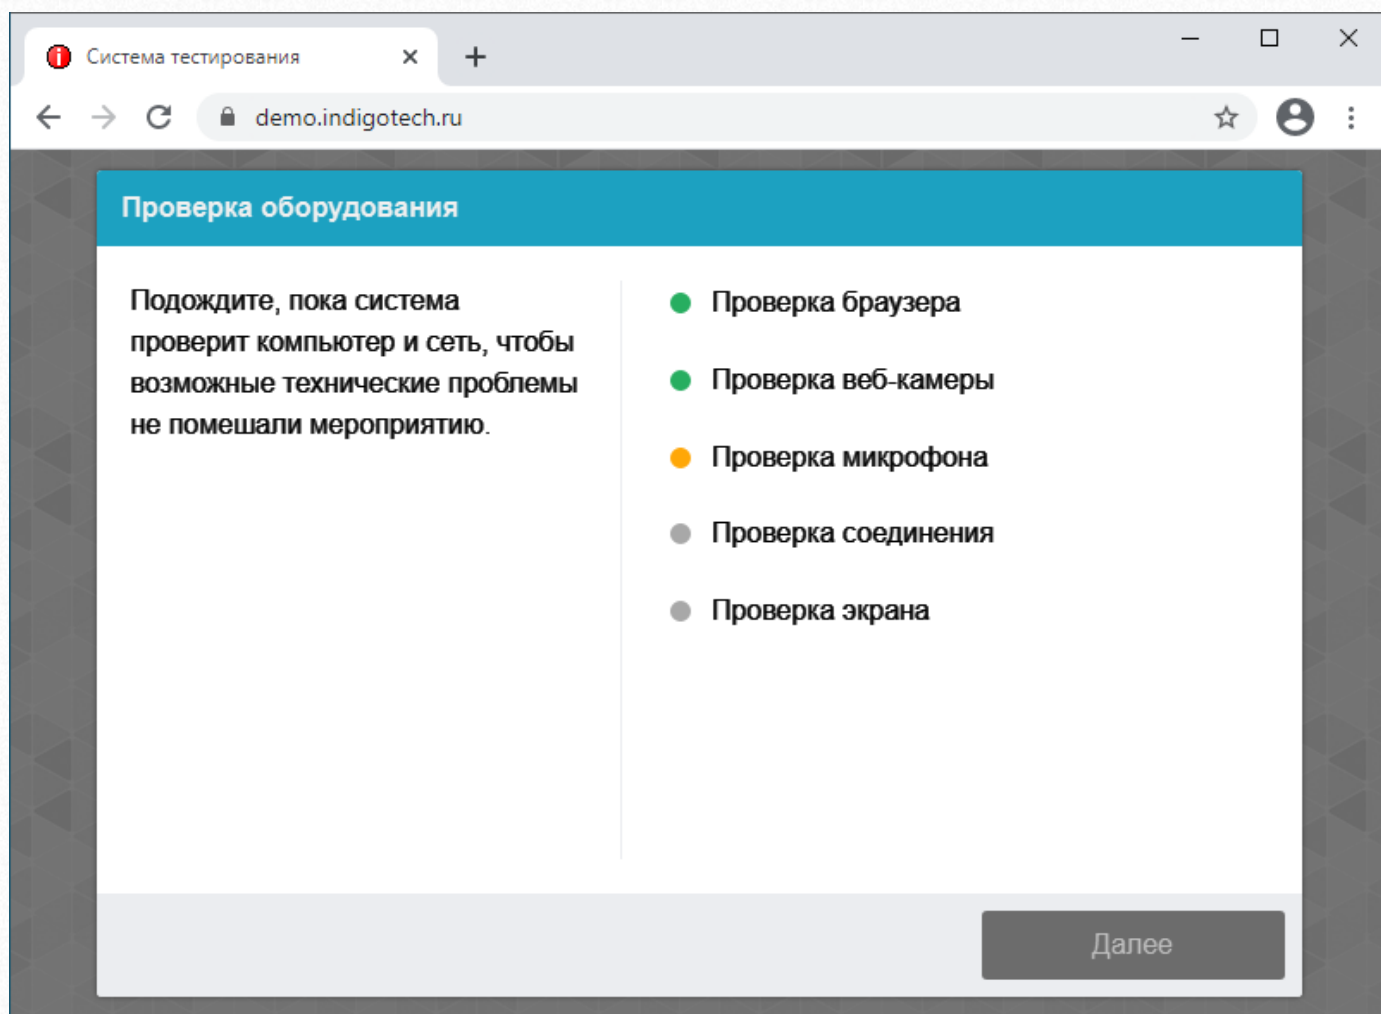 Система тестирования
demo.indigotech.ru
Проверка оборудования
Подождите, пока система
проверит компьютер и сеть, чтобы
возможные технические проблемы
не помешали мероприятию.
Проверка браузера
Проверка веб-камеры
Проверка микрофона
Проверка соединения
Проверка экрана
Далее